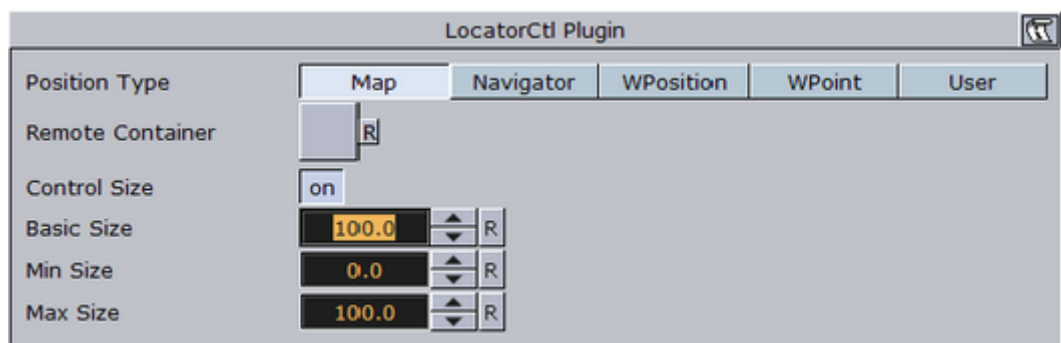 LocatorCtl Plugin
Position Type Map Navigator WPosition WPoint User
Remote Container R
Control Size on
Basic Size 100.0 R
Min Size 0.0 R
Max Size 100.0 R